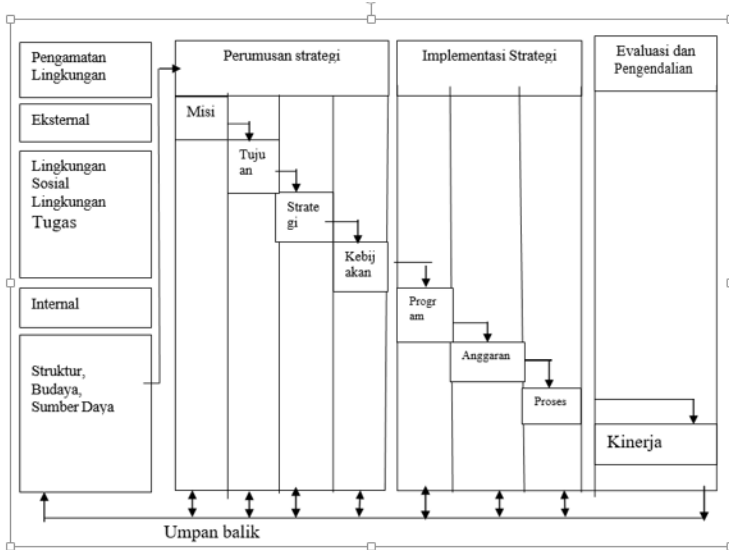 Pengamatan
Lingkungan
Eksternal
Lingkungan
Sosial
Lingkungan
Tugas
Internal
Struktur,
Budaya,
Sumber Daya
Perumusan strategi
Misi
Tuju
an
Strate
gi
Kebij
akan
Implementasi Strategi
Progr
am
Anggaran
Proses
Evaluasi dan
Pengendalian
Kinerja
Umpan balik